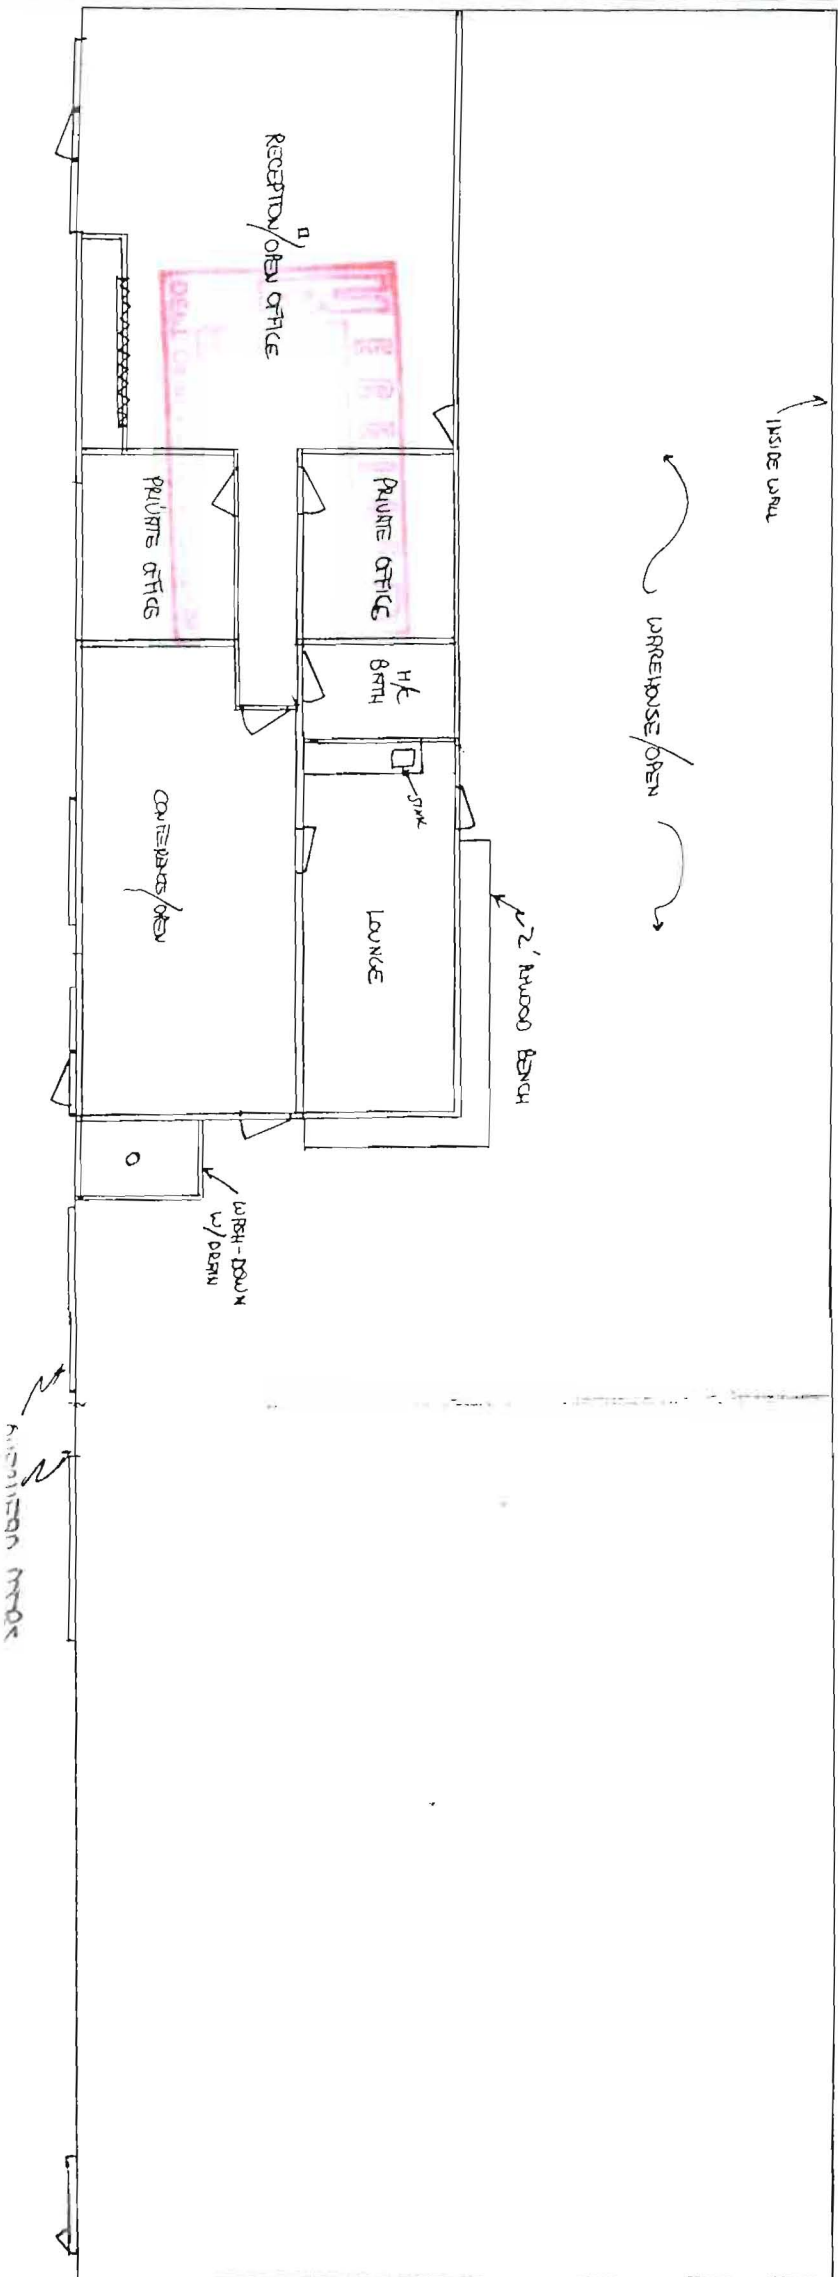 INSIDE WALL
WAREHOUSE/OPEN
RECEPTION/OPEN OFFICE
PRIVATE OFFICE
PRIVATE OFFICE
H/C
BATH
SINK
LOUNGE
2' PLYWOOD BENCH
CONFERENCE/OPEN
WASH-DOWN
W/DRAIN